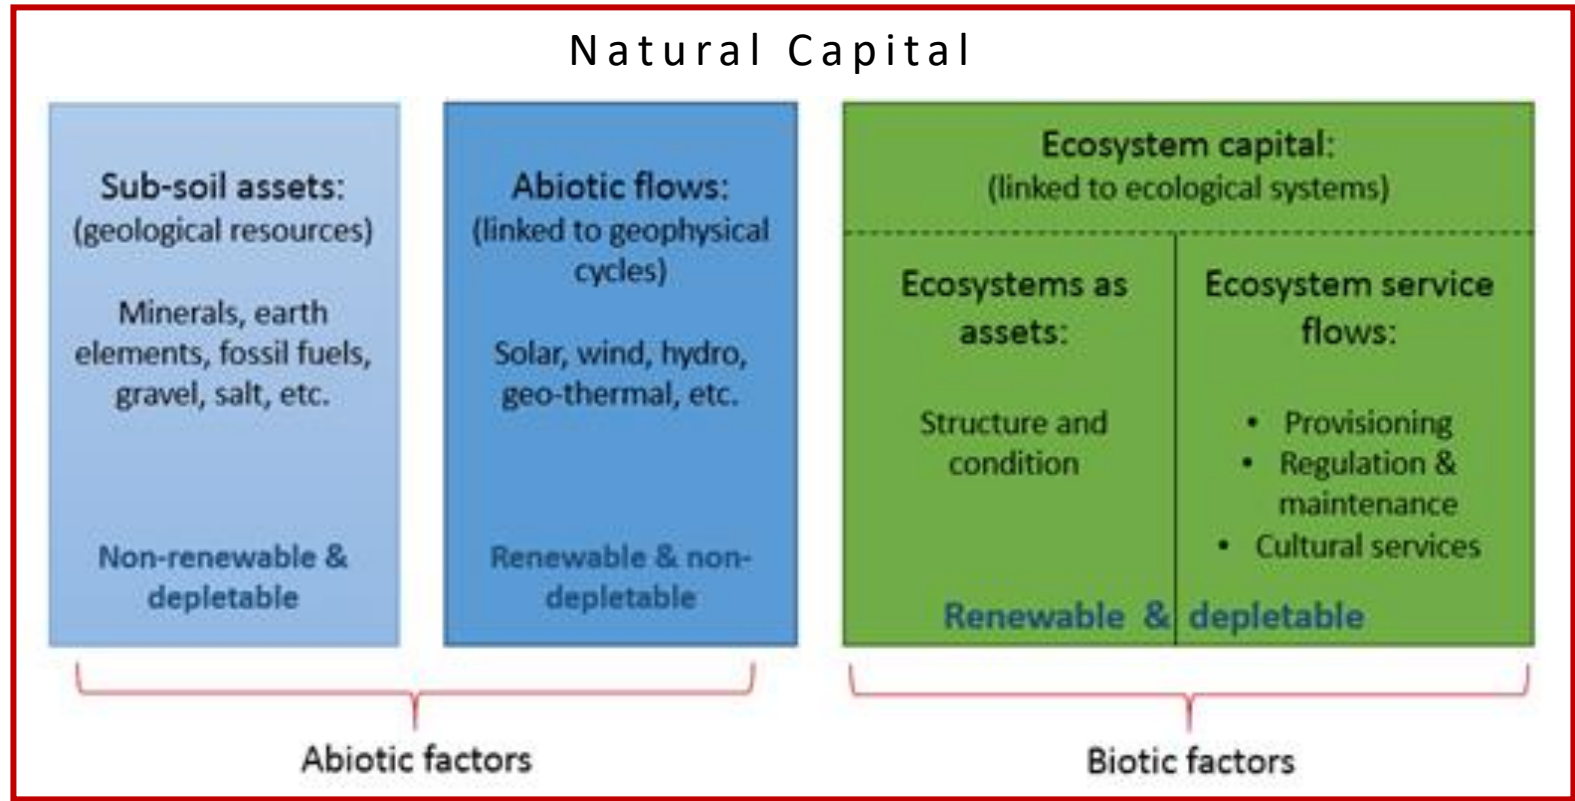 Natural Capital
Sub-soil assets:
(geological resources)
Minerals, earth
elements, fossil fuels,
gravel, salt, etc.
Non-renewable &
depletable
Abiotic flows:
(linked to geophysical
cycles)
Solar, wind, hydro,
geo-thermal, etc.
Renewable & non-
depletable
Ecosystem capital:
(linked to ecological systems)
Ecosystems as
assets:
Structure and
condition
Ecosystem service
flows:
• Provisioning
• Regulation &
maintenance
• Cultural services
Renewable & depletable
Abiotic factors
Biotic factors